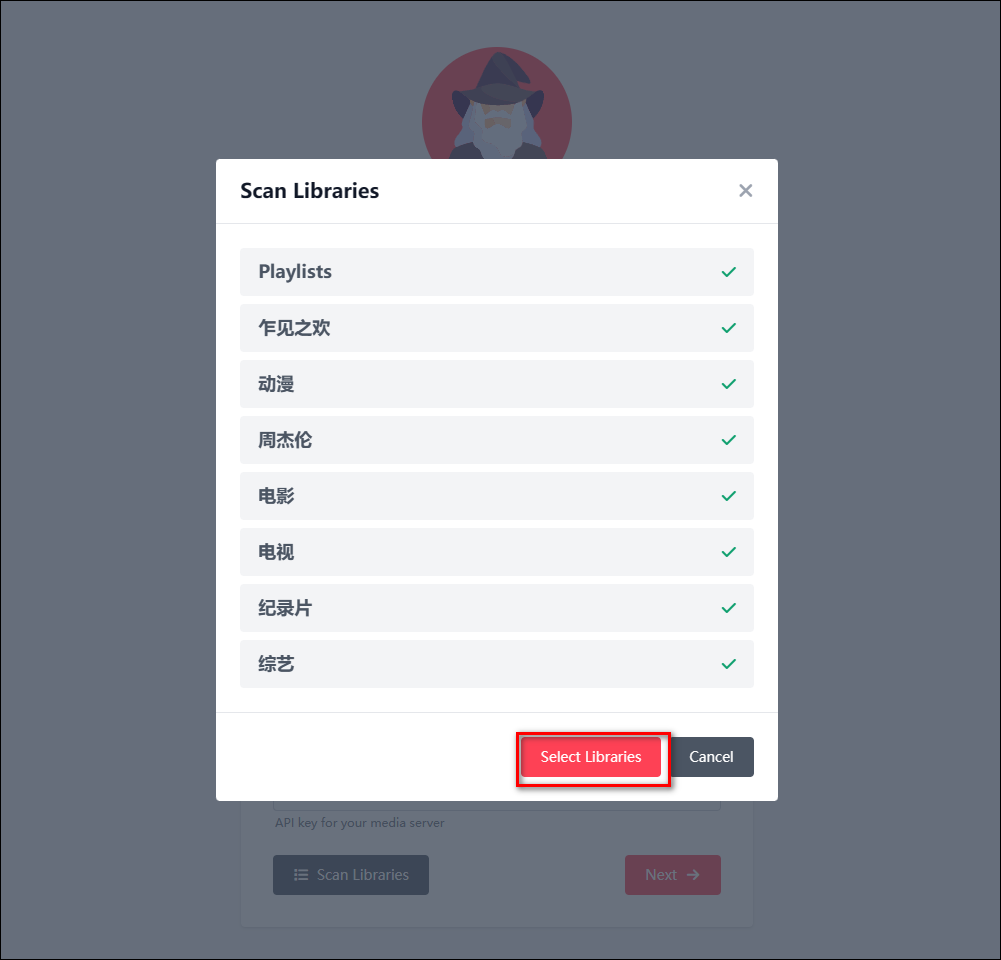 Scan Libraries
Playlists
乍见之欢
动漫
周杰伦
电影
电视
纪录片
综艺
Select Libraries
Cancel
API key for your media server
Scan Libraries
Next